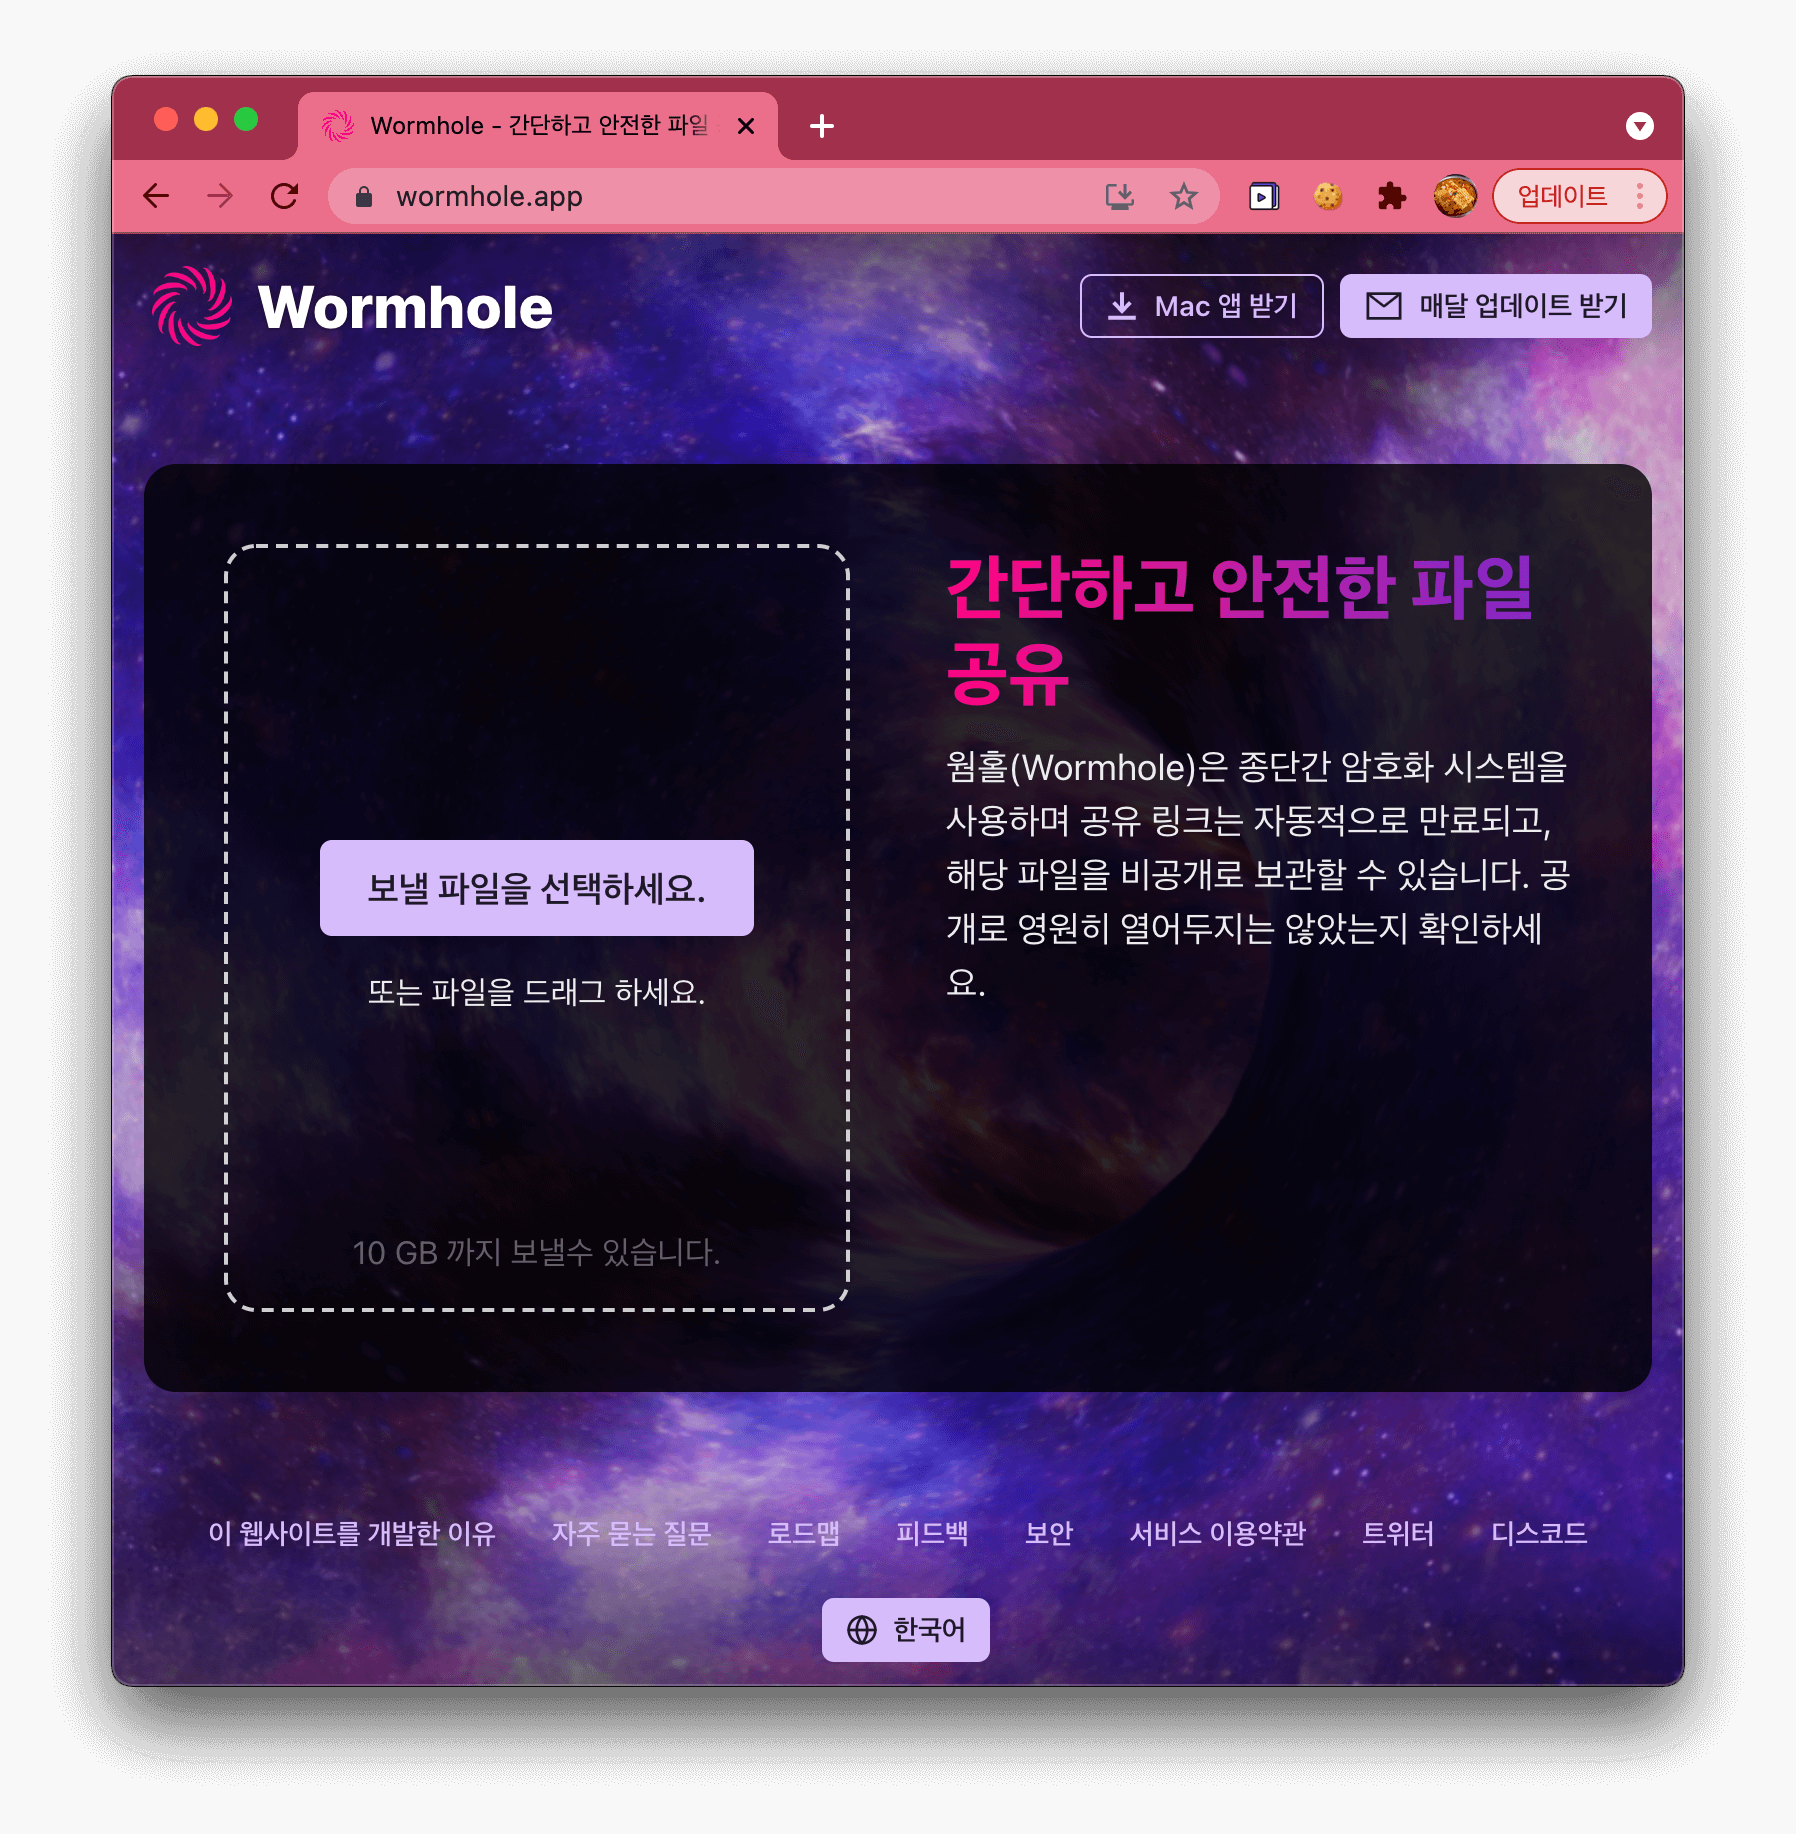 Wormhole - 간단하고 안전한 파일
wormhole.app
업데이트
Wormhole
Mac 앱 받기
매달 업데이트 받기
보낼 파일을 선택하세요.
또는 파일을 드래그 하세요.
10 GB 까지 보낼수 있습니다.
간단하고 안전한 파일
공유
웜홀(Wormhole)은 종단간 암호화 시스템을
사용하며 공유 링크는 자동적으로 만료되고,
해당 파일을 비공개로 보관할 수 있습니다. 공
개로 영원히 열어두지는 않았는지 확인하세
요.
이 웹사이트를 개발한 이유 자주 묻는 질문 로드맵 피드백 보안 서비스 이용약관 트위터 디스코드
한국어